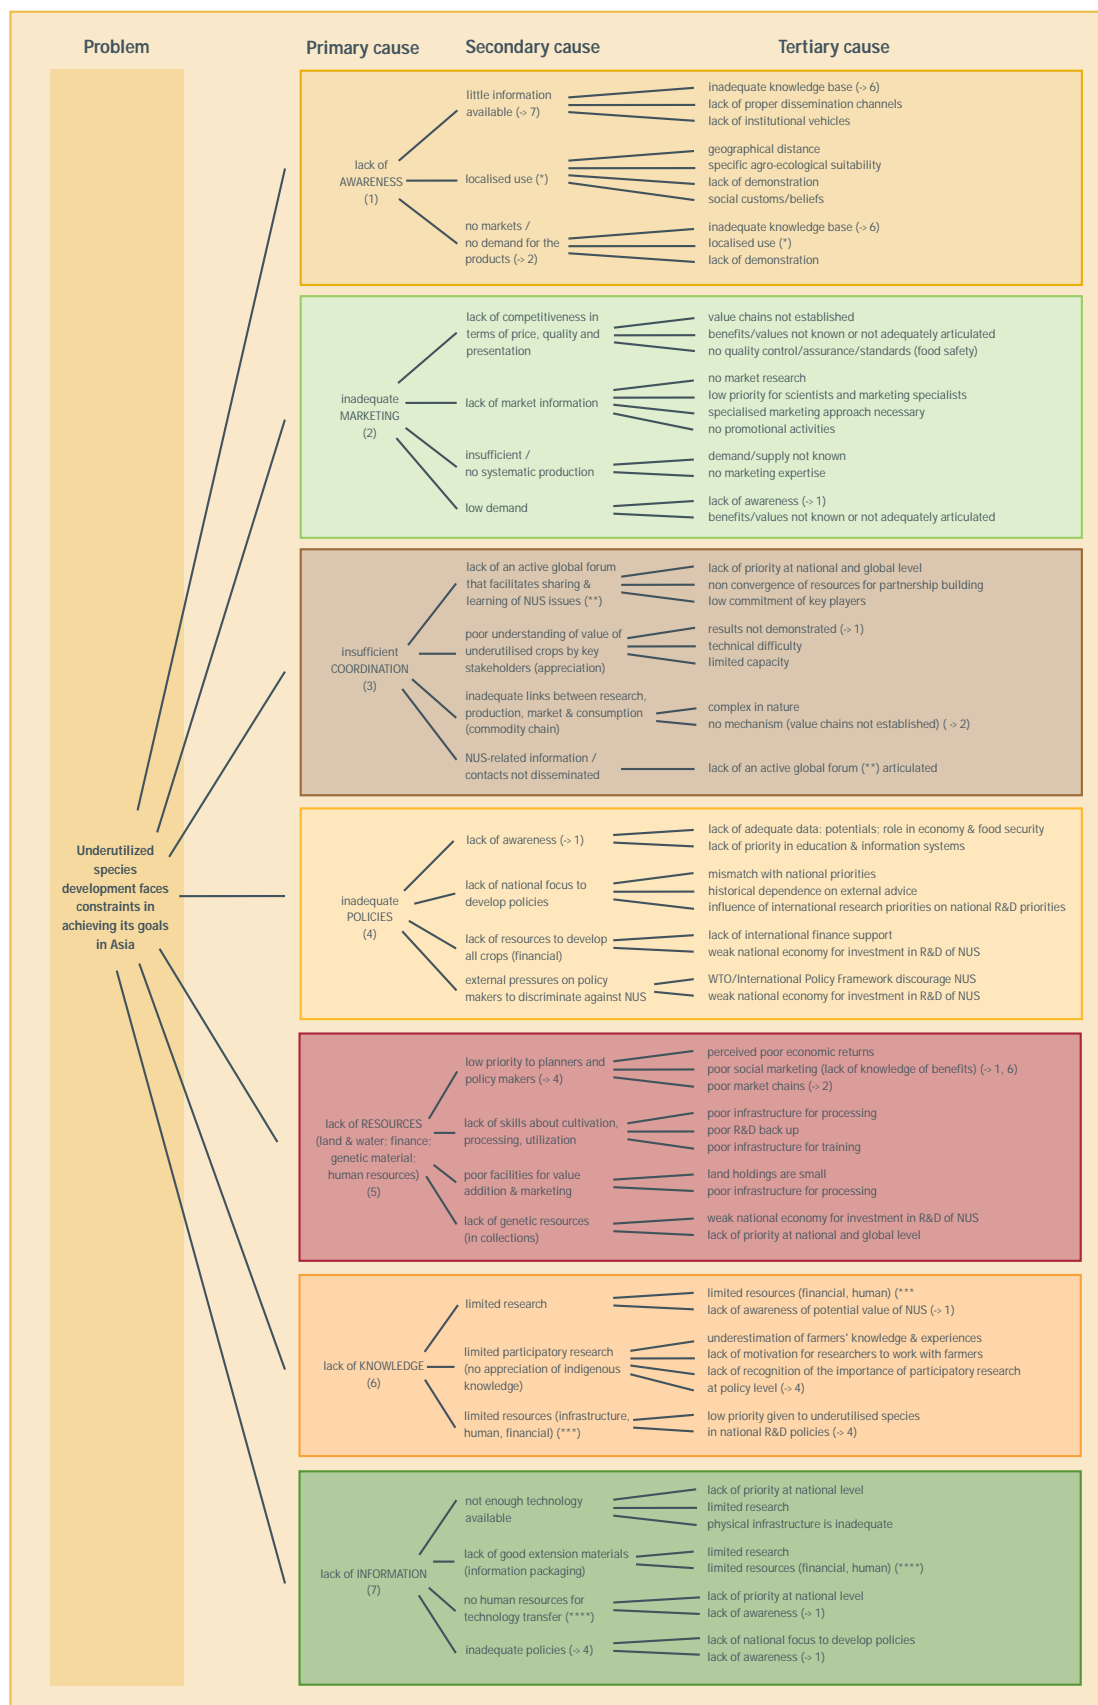 Problem
Primary cause
Secondary cause
Tertiary cause
Underutilized
species
development faces
constraints in
achieving its goals
in Asia
lack of
AWARENESS
(1)
little information
available (-> 7)
inadequate knowledge base (-> 6)
lack of proper dissemination channels
lack of institutional vehicles
localised use (*)
geographical distance
specific agro-ecological suitability
lack of demonstration
social customs/beliefs
no markets /
no demand for the
products (-> 2)
inadequate knowledge base (-> 6)
localised use (*)
lack of demonstration
inadequate
MARKETING
(2)
lack of competitiveness in
terms of price, quality and
presentation
value chains not established
benefits/values not known or not adequately articulated
no quality control/assurance/standards (food safety)
lack of market information
no market research
low priority for scientists and marketing specialists
specialised marketing approach necessary
no promotional activities
insufficient /
no systematic production
demand/supply not known
no marketing expertise
low demand
lack of awareness (-> 1)
benefits/values not known or not adequately articulated
insufficient
COORDINATION
(3)
lack of an active global forum
that facilitates sharing &
learning of NUS issues (**)
lack of priority at national and global level
non convergence of resources for partnership building
low commitment of key players
poor understanding of value of
underutilised crops by key
stakeholders (appreciation)
results not demonstrated (-> 1)
technical difficulty
limited capacity
inadequate links between research,
production, market & consumption
(commodity chain)
complex in nature
no mechanism (value chains not established) ( -> 2)
NUS-related information /
contacts not disseminated
lack of an active global forum (**) articulated
inadequate
POLICIES
(4)
lack of awareness (-> 1)
lack of adequate data: potentials; role in economy & food security
lack of priority in education & information systems
lack of national focus to
develop policies
mismatch with national priorities
historical dependence on external advice
influence of international research priorities on national R&D priorities
lack of resources to develop
all crops (financial)
lack of international finance support
weak national economy for investment in R&D of NUS
external pressures on policy
makers to discriminate against NUS
WTO/International Policy Framework discourage NUS
weak national economy for investment in R&D of NUS
lack of RESOURCES
(land & water; finance;
genetic material;
human resources)
(5)
low priority to planners and
policy makers (-> 4)
perceived poor economic returns
poor social marketing (lack of knowledge of benefits) (-> 1, 6)
poor market chains (-> 2)
lack of skills about cultivation,
processing, utilization
poor infrastructure for processing
poor R&D back up
poor infrastructure for training
poor facilities for value
addition & marketing
land holdings are small
poor infrastructure for processing
lack of genetic resources
(in collections)
weak national economy for investment in R&D of NUS
lack of priority at national and global level
lack of KNOWLEDGE
(6)
limited research
limited resources (financial, human) (***
lack of awareness of potential value of NUS (-> 1)
limited participatory research
(no appreciation of indigenous
knowledge)
underestimation of farmers' knowledge & experiences
lack of motivation for researchers to work with farmers
lack of recognition of the importance of participatory research
at policy level (-> 4)
limited resources (infrastructure,
human, financial) (***)
low priority given to underutilised species
in national R&D policies (-> 4)
lack of INFORMATION
(7)
not enough technology
available
lack of priority at national level
limited research
physical infrastructure is inadequate
lack of good extension materials
(information packaging)
limited research
limited resources (financial, human) (****)
no human resources for
technology transfer (****)
lack of priority at national level
lack of awareness (-> 1)
inadequate policies (-> 4)
lack of national focus to develop policies
lack of awareness (-> 1)